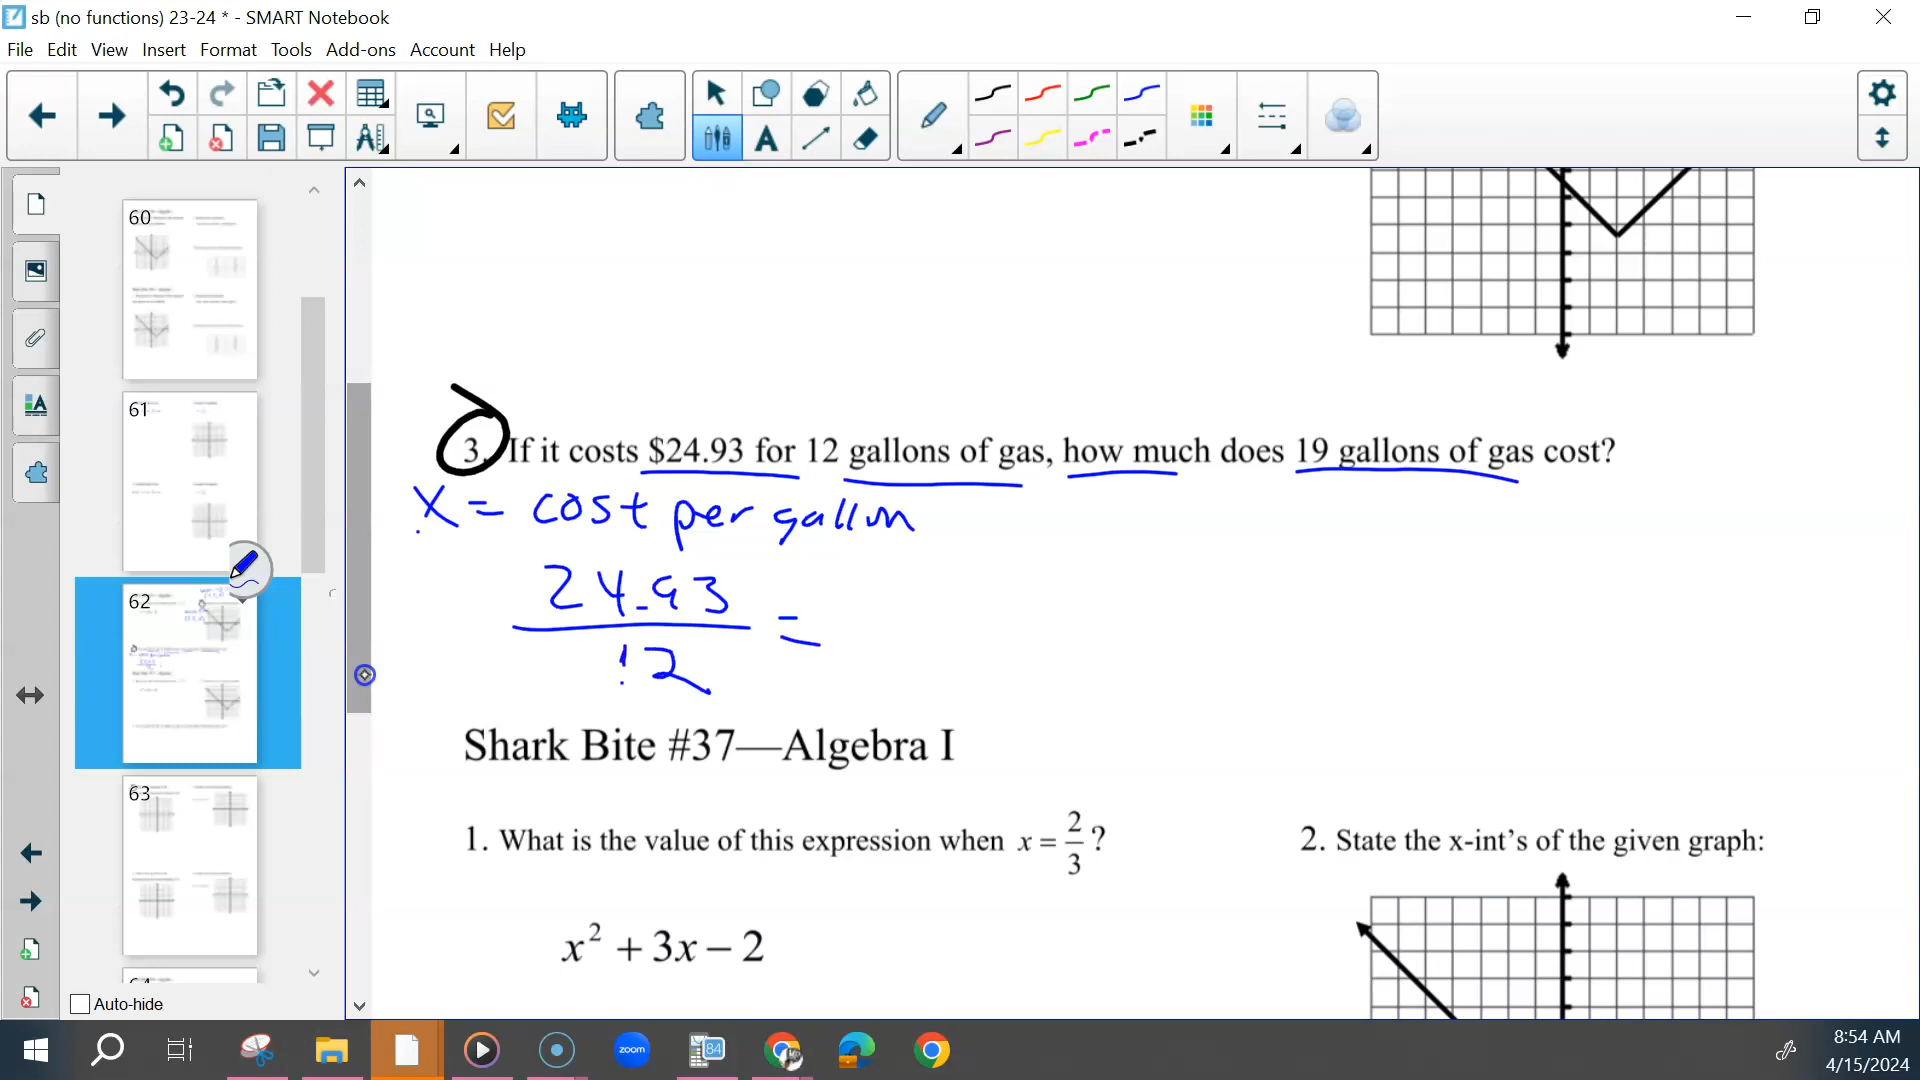 sb (no functions) 23-24 * - SMART Notebook
File Edit View Insert Format Tools Add-ons Account Help
60
61
62
63
Auto-hide
3. If it costs $24.93 for 12 gallons of gas, how much does 19 gallons of gas cost?
x = cost per gallon
24.93
=
12
Shark Bite #37—Algebra I
1. What is the value of this expression when x = 2/3 ?
2. State the x-int's of the given graph:
x² + 3x − 2
zoom
84
8:54 AM
4/15/2024